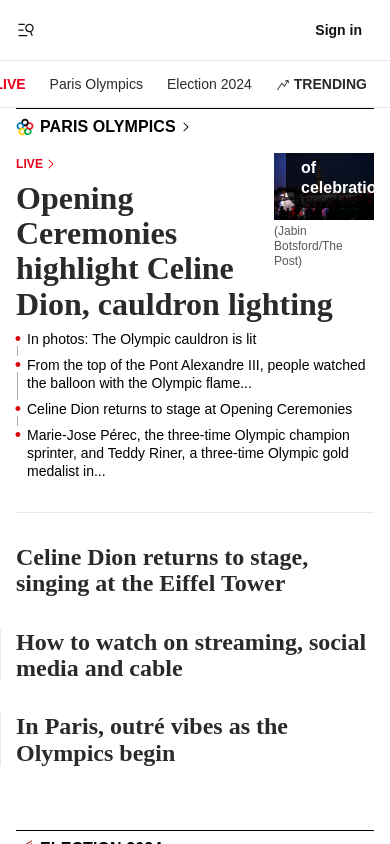 Sign in
LIVE
Paris Olympics
Election 2024
TRENDING
PARIS OLYMPICS
LIVE
of
celebratio
(Jabin
Botsford/The
Post)
Opening
Ceremonies
highlight Celine
Dion, cauldron lighting
In photos: The Olympic cauldron is lit
From the top of the Pont Alexandre III, people watched
the balloon with the Olympic flame...
Celine Dion returns to stage at Opening Ceremonies
Marie-Jose Pérec, the three-time Olympic champion
sprinter, and Teddy Riner, a three-time Olympic gold
medalist in...
Celine Dion returns to stage,
singing at the Eiffel Tower
How to watch on streaming, social
media and cable
In Paris, outré vibes as the
Olympics begin
ELECTION 2024